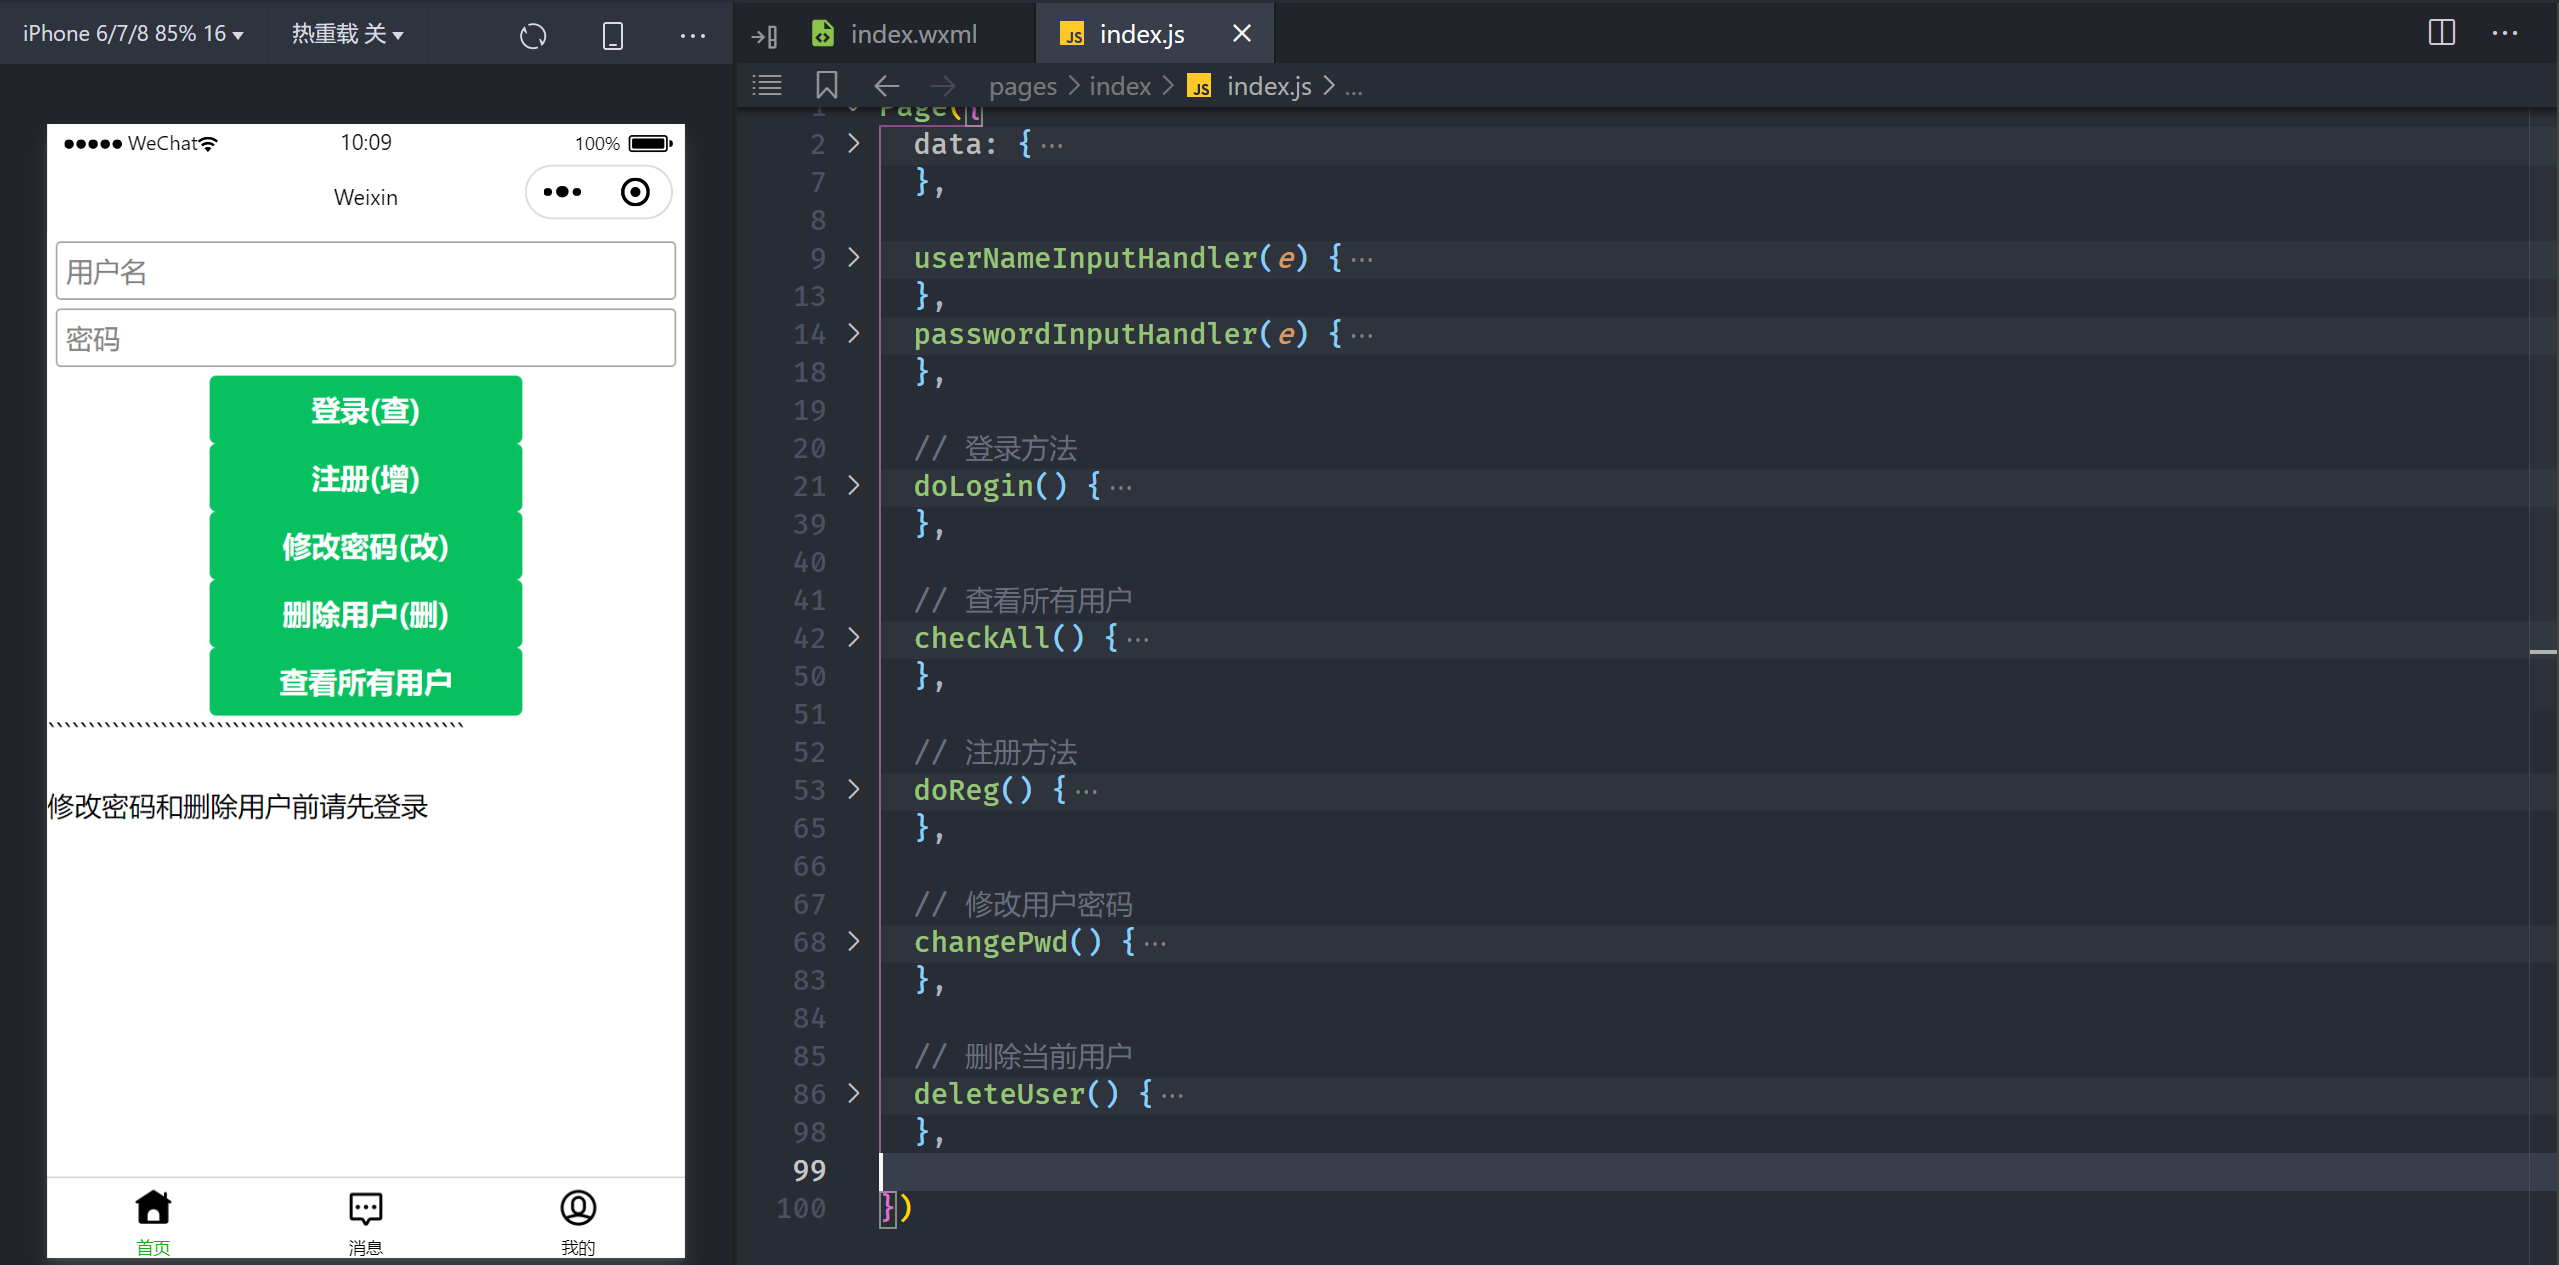 iPhone 6/7/8 85% 16
热重载 关
WeChat
10:09
100%
Weixin
用户名
密码
登录(查)
注册(增)
修改密码(改)
删除用户(删)
查看所有用户
修改密码和删除用户前请先登录
首页
消息
我的
index.wxml
JS index.js
pages > index > JS index.js > ...
1 Page({
2 data: {···
7 },
8
9 userNameInputHandler(e) {···
13 },
14 passwordInputHandler(e) {···
18 },
19
20 // 登录方法
21 doLogin() {···
39 },
40
41 // 查看所有用户
42 checkAll() {···
50 },
51
52 // 注册方法
53 doReg() {···
65 },
66
67 // 修改用户密码
68 changePwd() {···
83 },
84
85 // 删除当前用户
86 deleteUser() {···
98 },
99
100 })